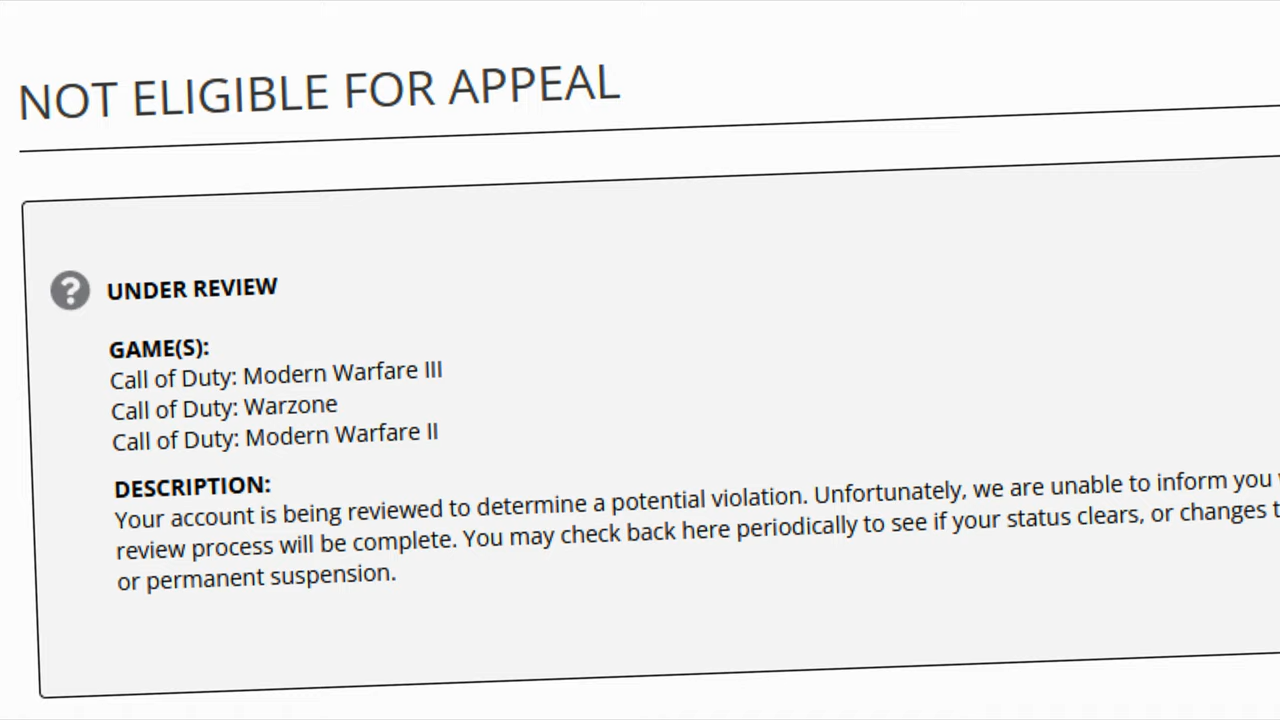 NOT ELIGIBLE FOR APPEAL
UNDER REVIEW
GAME(S):
Call of Duty: Modern Warfare III
Call of Duty: Warzone
Call of Duty: Modern Warfare II
DESCRIPTION:
Your account is being reviewed to determine a potential violation. Unfortunately, we are unable to inform you
review process will be complete. You may check back here periodically to see if your status clears, or changes
or permanent suspension.